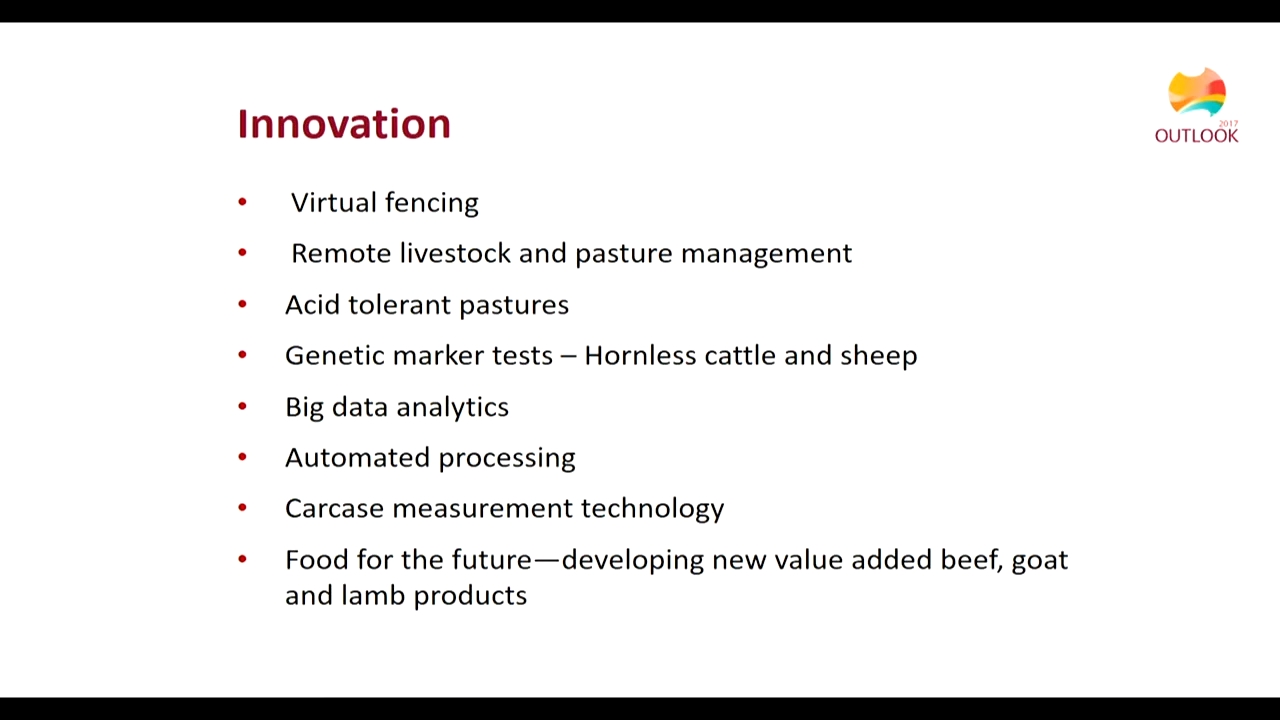 Innovation
2017
OUTLOOK
• Virtual fencing
• Remote livestock and pasture management
• Acid tolerant pastures
• Genetic marker tests – Hornless cattle and sheep
• Big data analytics
• Automated processing
• Carcase measurement technology
• Food for the future—developing new value added beef, goat
and lamb products